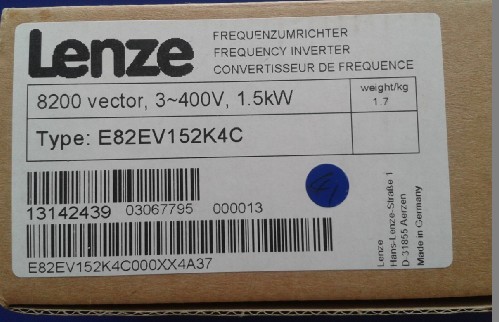 Lenze
FREQUENZUMRICHTER
FREQUENCY INVERTER
CONVERTISSEUR DE FREQUENCE
8200 vector, 3~400V, 1.5kW
weight/kg
1.7
Type: E82EV152K4C
13142439 03067795 000013
E82EV152K4C000XX4A37
Lenze
Hans-Lenze-Straße 1
D-31855 Aerzen
Made in Germany